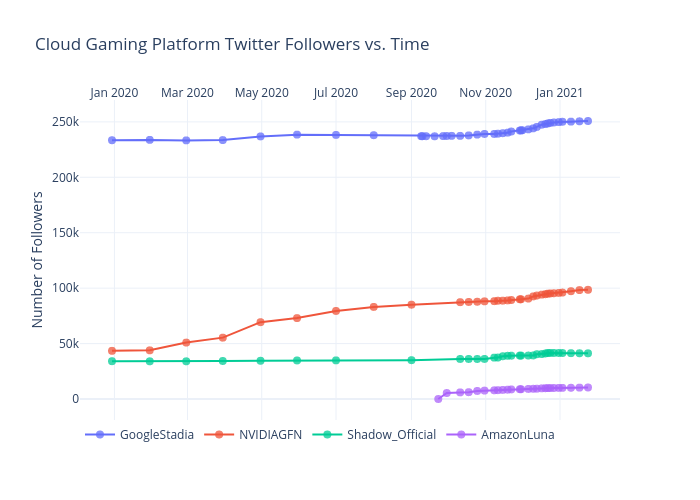 Cloud Gaming Platform Twitter Followers vs. Time
Jan 2020 Mar 2020 May 2020 Jul 2020 Sep 2020 Nov 2020 Jan 2021
Number of Followers
250k
200k
150k
100k
50k
0
GoogleStadia NVIDIAGFN Shadow_Official AmazonLuna